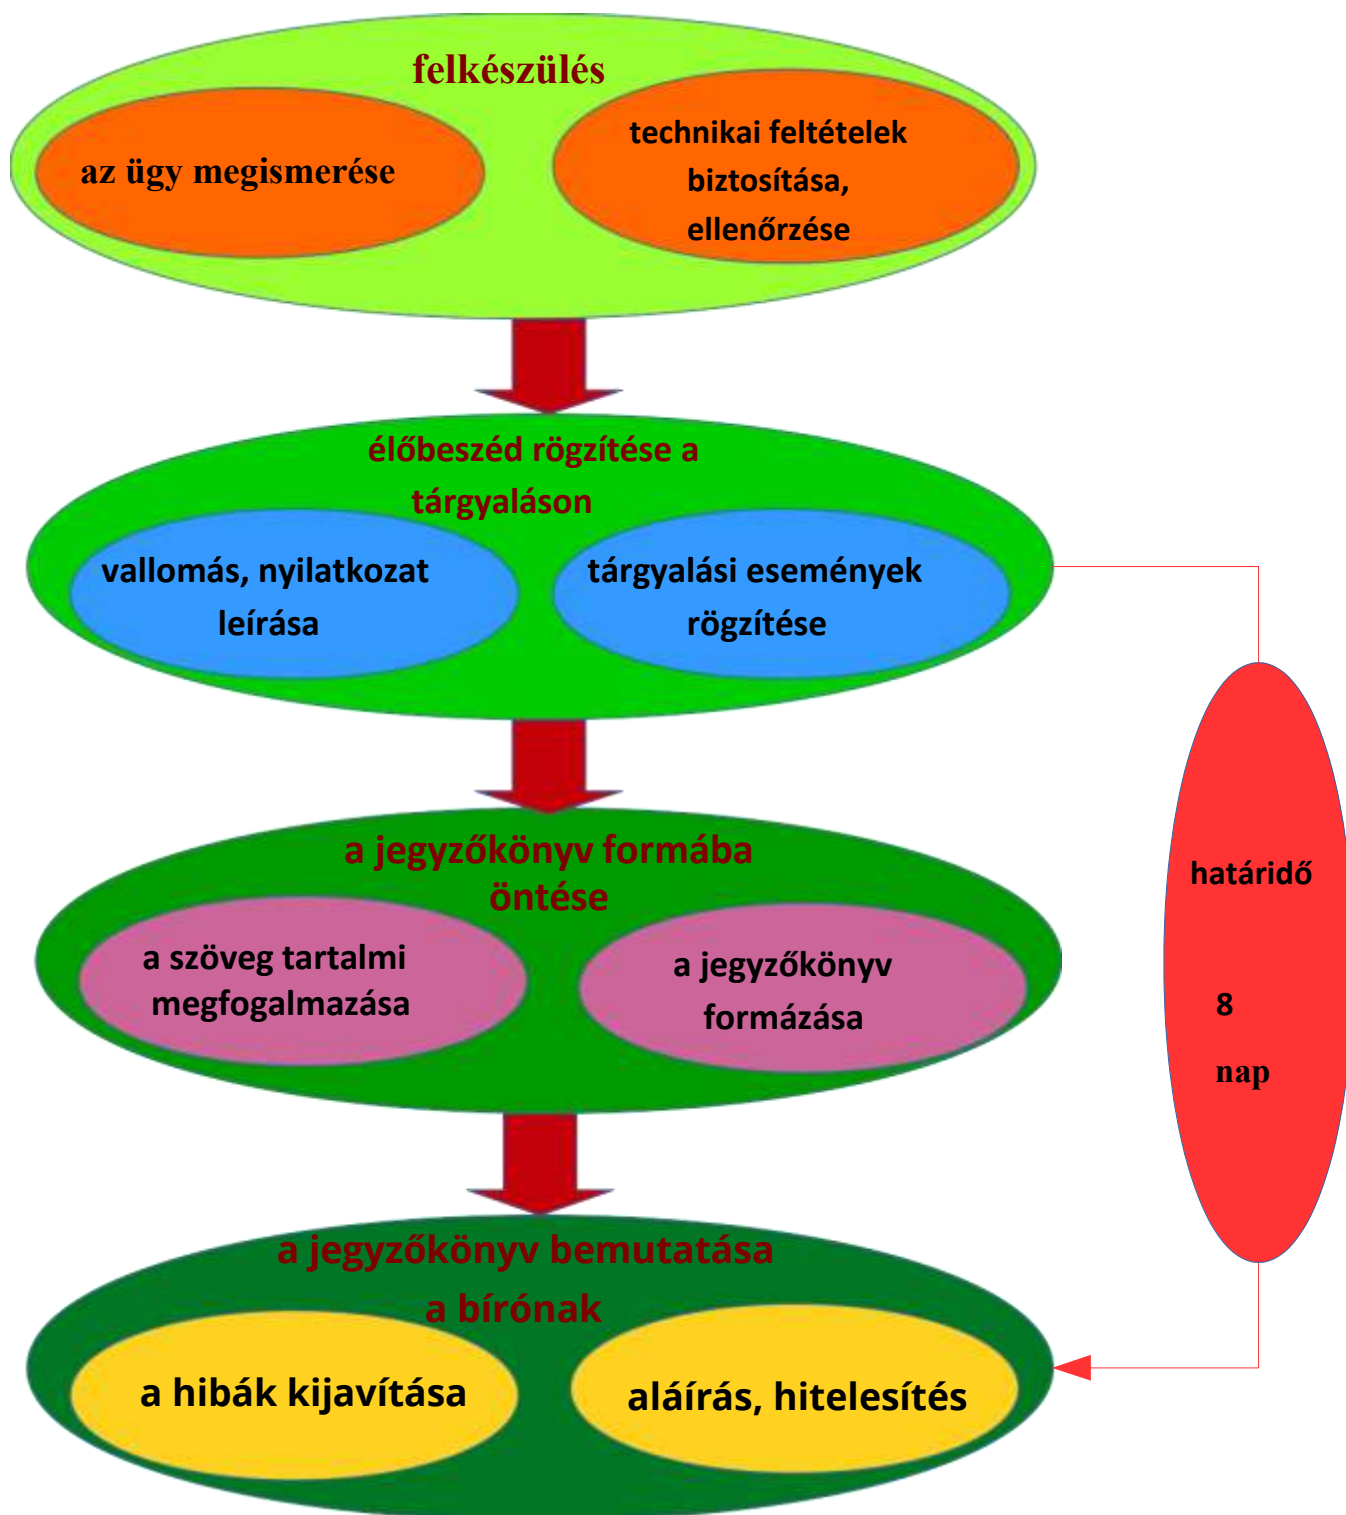 felkészülés
az ügy megismerése
technikai feltételek
biztosítása,
ellenőrzése
élőbeszéd rögzítése a
tárgyaláson
vallomás, nyilatkozat
leírása
tárgyalási események
rögzítése
a jegyzőkönyv formába
öntése
a szöveg tartalmi
megfogalmazása
a jegyzőkönyv
formázása
határidő
8
nap
a jegyzőkönyv bemutatása
a bírónak
a hibák kijavítása
aláírás, hitelesítés